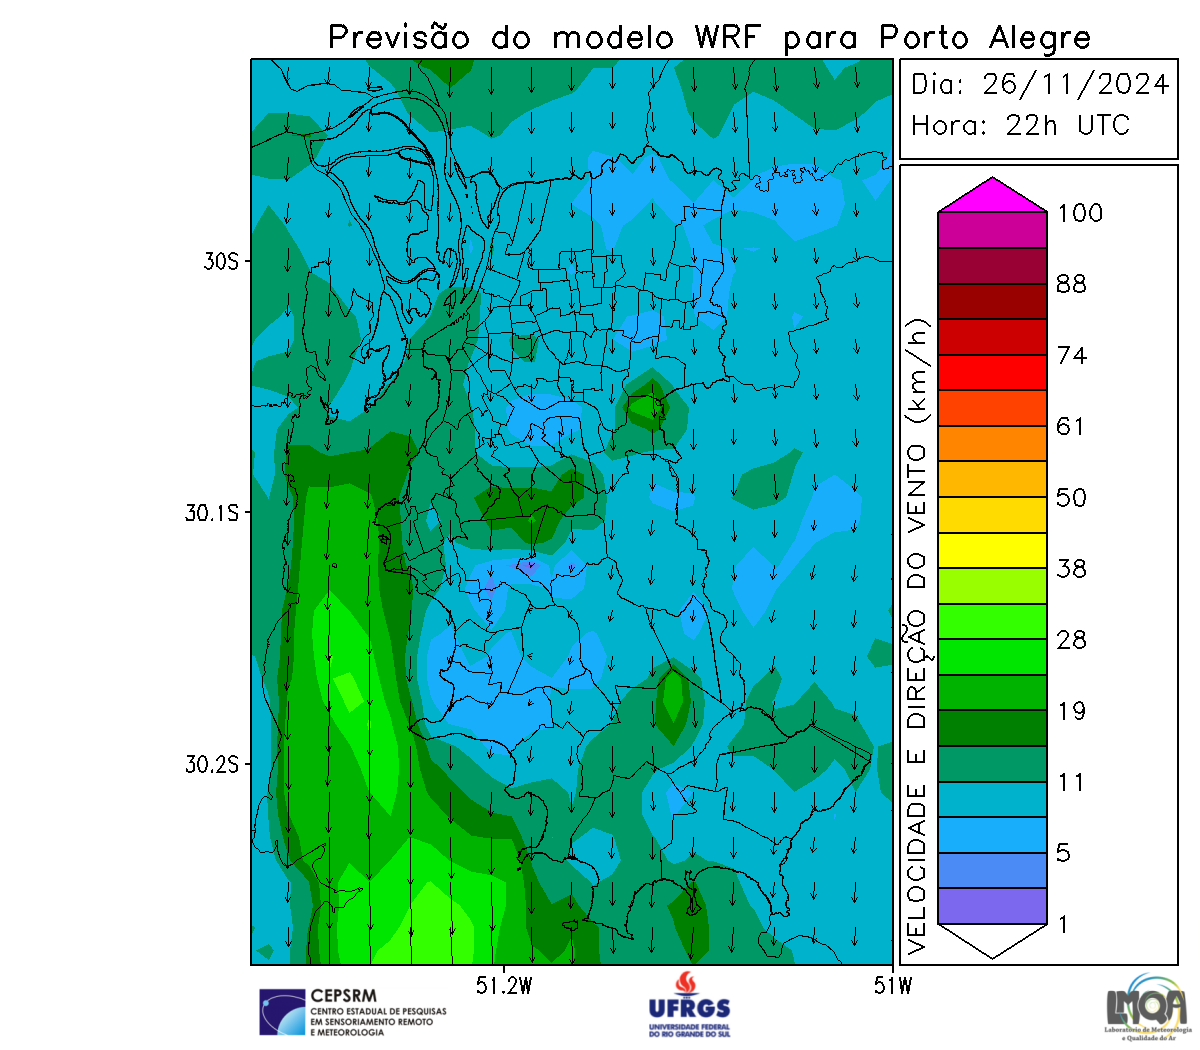 Previsão do modelo WRF para Porto Alegre
Dia: 26/11/2024
Hora: 22h UTC
30S
30.1S
30.2S
51.2W
51W
VELOCIDADE E DIREÇÃO DO VENTO (km/h)
100
88
74
61
50
38
28
19
11
5
1
CEPSRM
CENTRO ESTADUAL DE PESQUISAS
EM SENSORIAMENTO REMOTO
E METEOROLOGIA
UFRGS
UNIVERSIDADE FEDERAL
DO RIO GRANDE DO SUL
LMQA
Laboratório de Meteorologia
e Qualidade do Ar